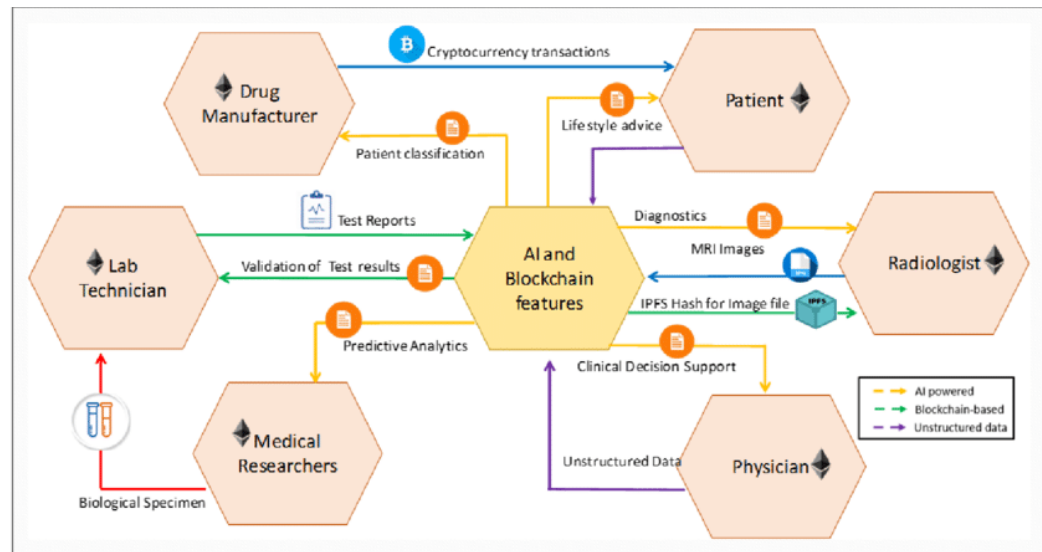 Cryptocurrency transactions
Drug
Manufacturer
Patient
Life style advice
Patient classification
Test Reports
Diagnostics
MRI Images
AI and
Blockchain
features
Lab
Technician
Validation of Test results
Radiologist
IPFS Hash for Image file
IPFS
Predictive Analytics
Clinical Decision Support
AI powered
Blockchain-based
Unstructured data
Medical
Researchers
Unstructured Data
Physician
Biological Specimen